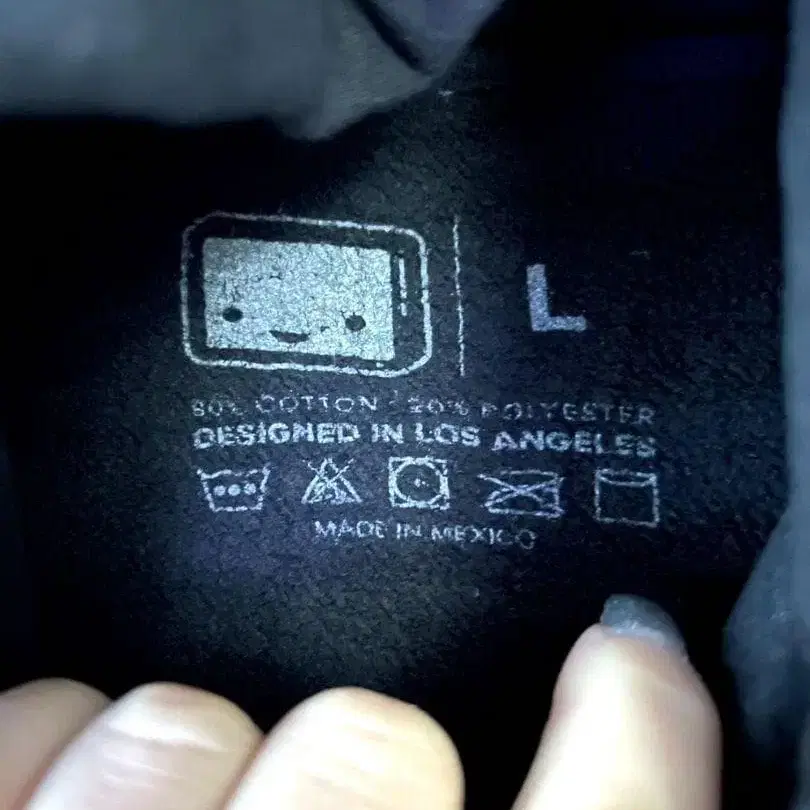 L
80% COTTON · 20% POLYESTER
DESIGNED IN LOS ANGELES
MADE IN MEXICO